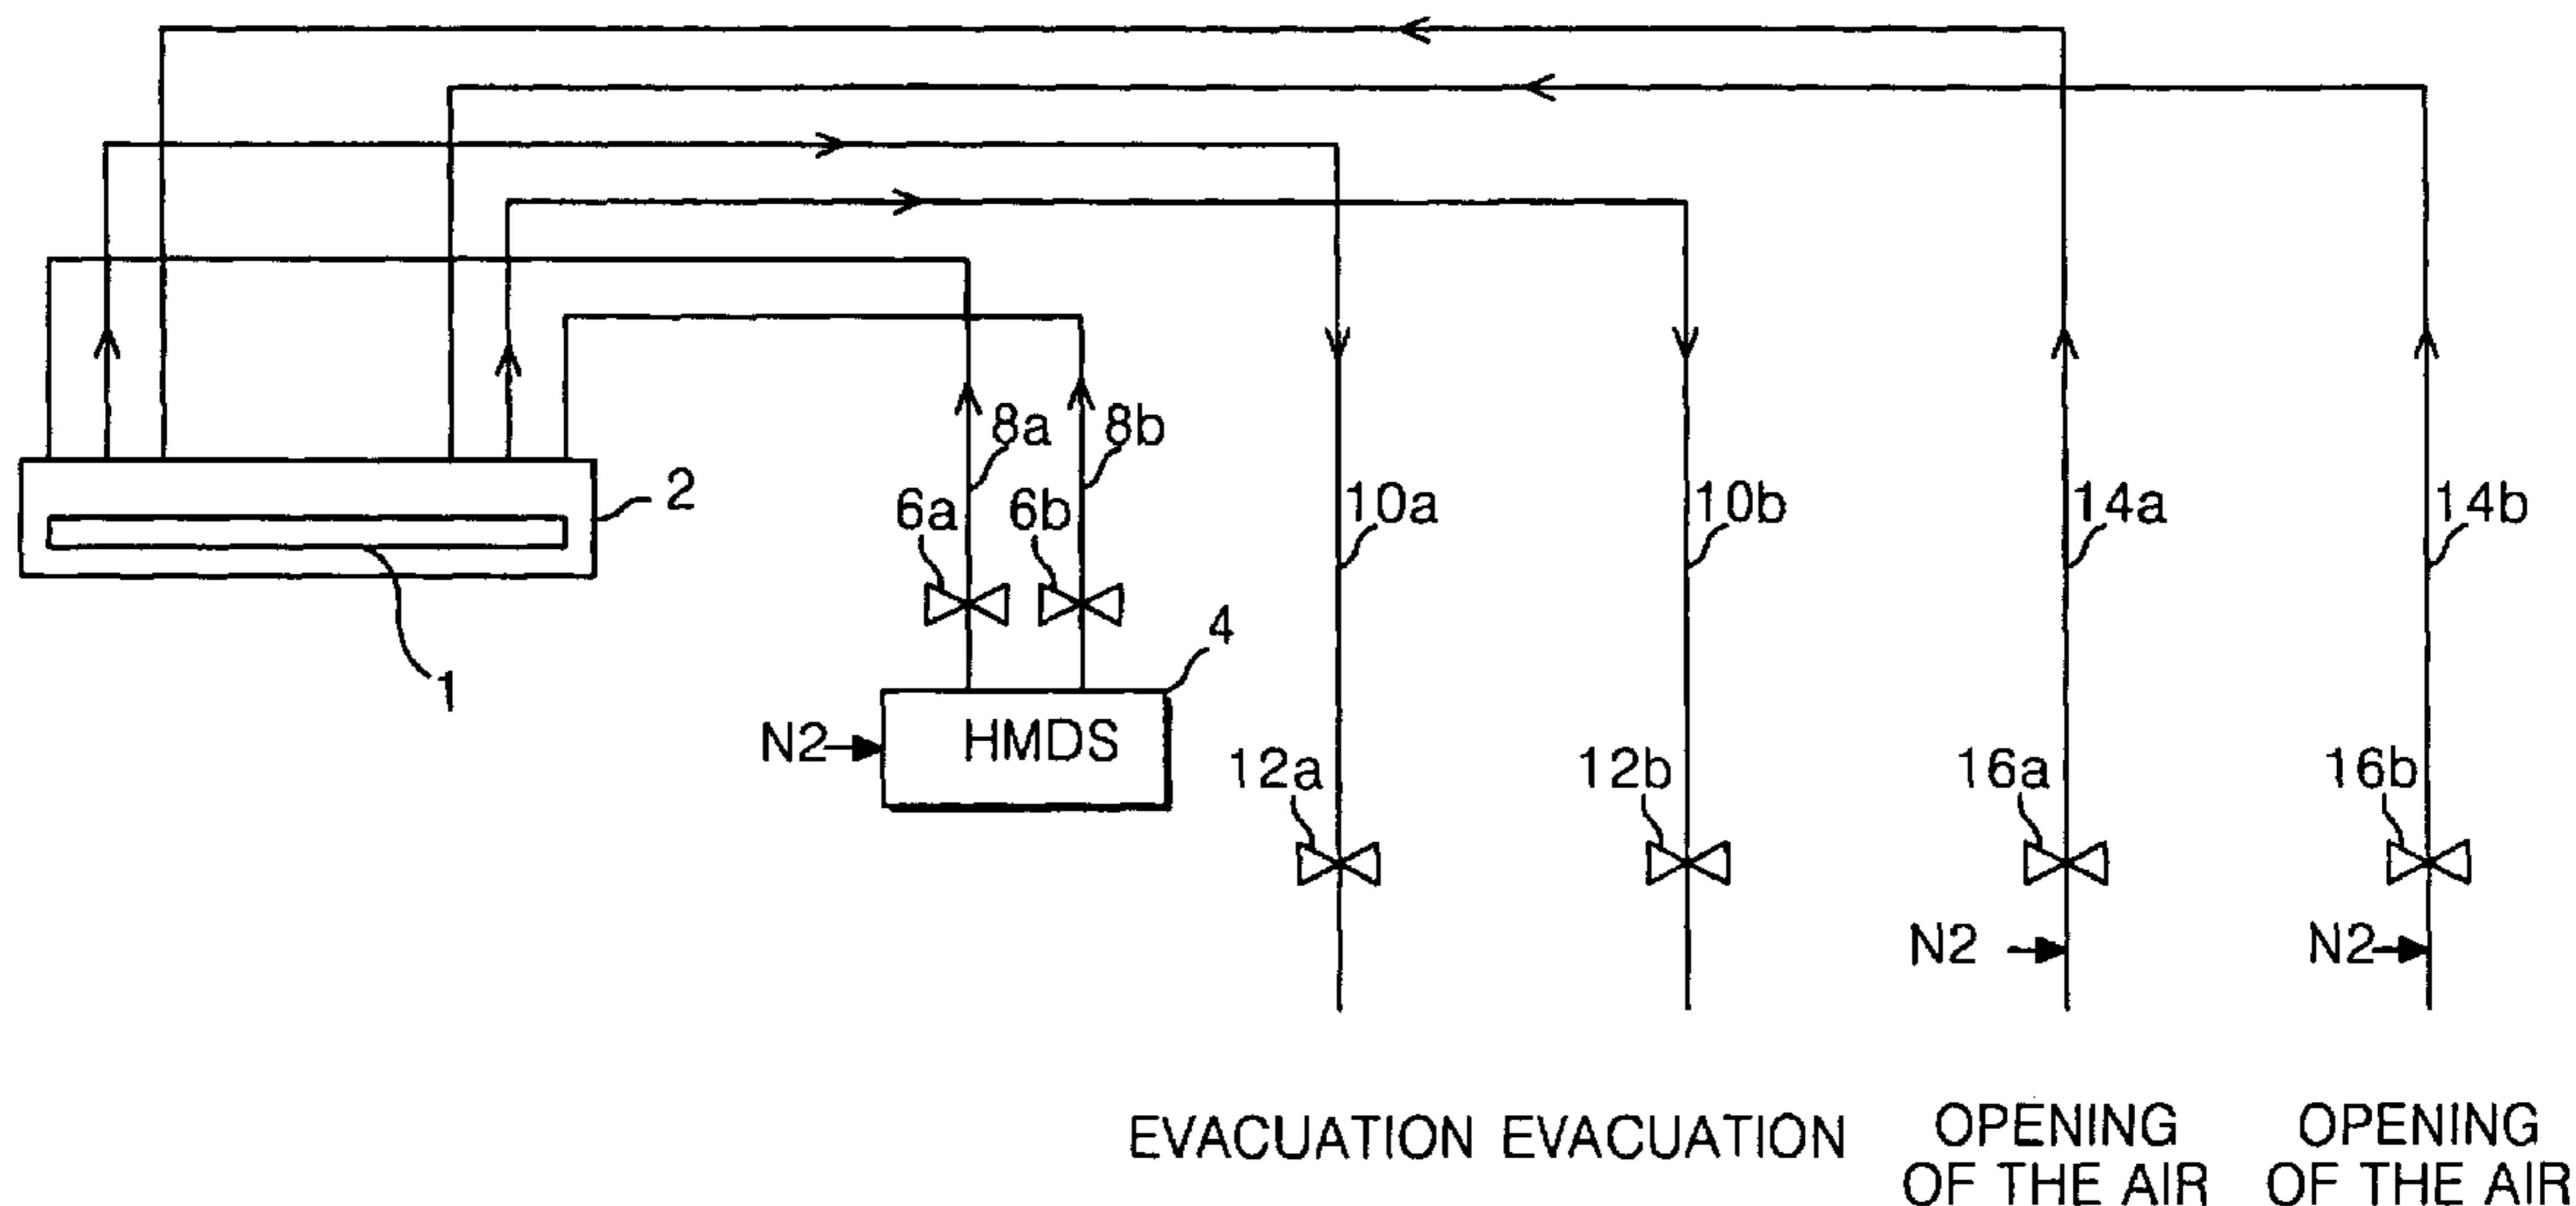 8a
8b
2
6a
6b
10a
10b
14a
14b
4
1
N2
HMDS
12a
12b
16a
16b
N2
N2
EVACUATION
EVACUATION
OPENING
OF THE AIR
OPENING
OF THE AIR